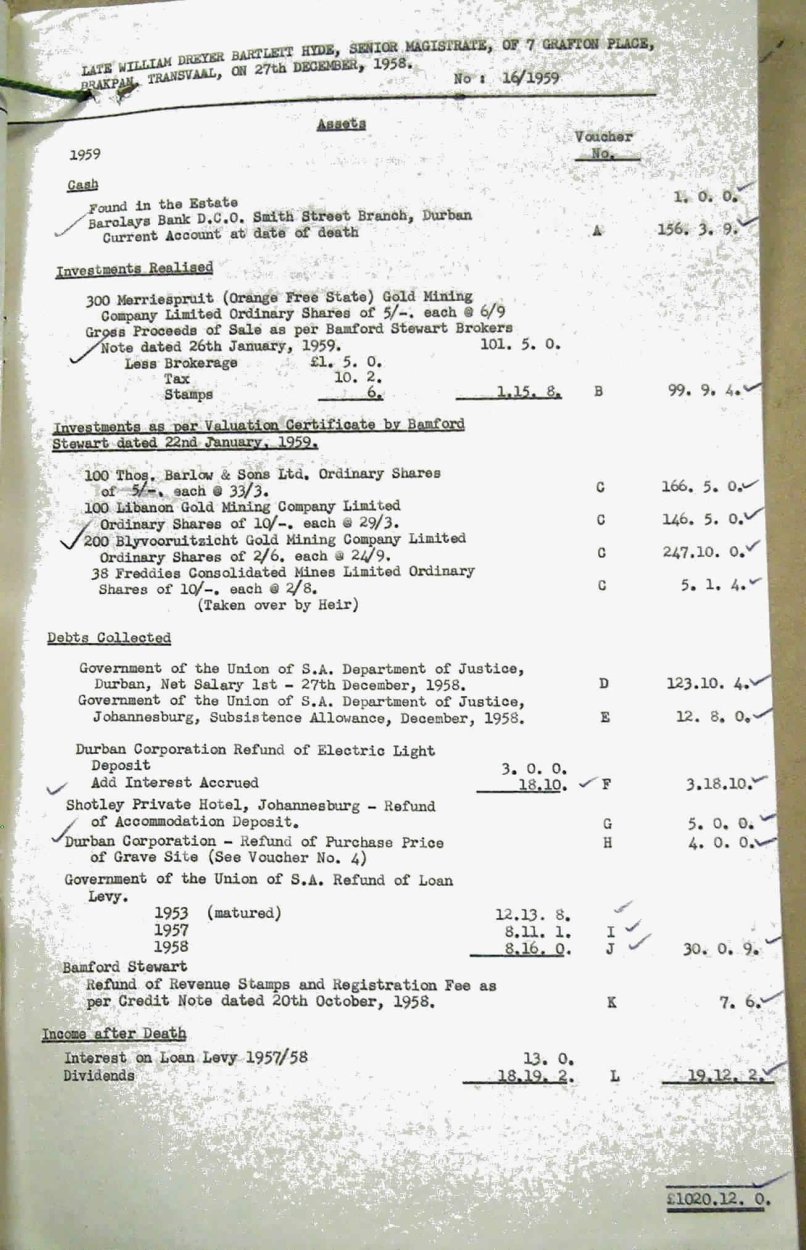 LATE WILLIAM DREYER BARTLETT HYDE, SENIOR MAGISTRATE, OF 7 GRAFTON PLACE,
BRAKPAN, TRANSVAAL, ON 27th DECEMBER, 1958.
No : 16/1959
Assets
Voucher
1959 No.
Cash
Found in the Estate 1. 0. 0.
Barclays Bank D.C.O. Smith Street Branch, Durban
Current Account at date of death A 156. 3. 9.
Investments Realised
300 Merriespruit (Orange Free State) Gold Mining
Company Limited Ordinary Shares of 5/-. each @ 6/9
Gross Proceeds of Sale as per Bamford Stewart Brokers
Note dated 26th January, 1959. 101. 5. 0.
Less Brokerage £1. 5. 0.
Tax 10. 2.
Stamps 6. 1.15. 8. B 99. 9. 4.
Investments as per Valuation Certificate by Bamford
Stewart dated 22nd January, 1959.
100 Thos. Barlow & Sons Ltd. Ordinary Shares
of 5/-. each @ 33/3. C 166. 5. 0.
100 Libanon Gold Mining Company Limited
Ordinary Shares of 10/-. each @ 29/3. C 146. 5. 0.
200 Blyvooruitzicht Gold Mining Company Limited
Ordinary Shares of 2/6. each @ 24/9. C 247.10. 0.
38 Freddies Consolidated Mines Limited Ordinary
Shares of 10/-. each @ 2/8. C 5. 1. 4.
(Taken over by Heir)
Debts Collected
Government of the Union of S.A. Department of Justice,
Durban, Net Salary 1st - 27th December, 1958. D 123.10. 4.
Government of the Union of S.A. Department of Justice,
Johannesburg, Subsistence Allowance, December, 1958. E 12. 8. 0.
Durban Corporation Refund of Electric Light
Deposit 3. 0. 0.
Add Interest Accrued 18.10. F 3.18.10.
Shotley Private Hotel, Johannesburg - Refund
of Accommodation Deposit. G 5. 0. 0.
Durban Corporation - Refund of Purchase Price H 4. 0. 0.
of Grave Site (See Voucher No. 4)
Government of the Union of S.A. Refund of Loan
Levy.
1953 (matured) 12.13. 8.
1957 8.11. 1. I
1958 8.16. 0. J 30. 0. 9.
Bamford Stewart
Refund of Revenue Stamps and Registration Fee as
per Credit Note dated 20th October, 1958. K 7. 6.
Income after Death
Interest on Loan Levy 1957/58 13. 0.
Dividends 18.19. 2. L 19.12. 2.
£1020.12. 0.